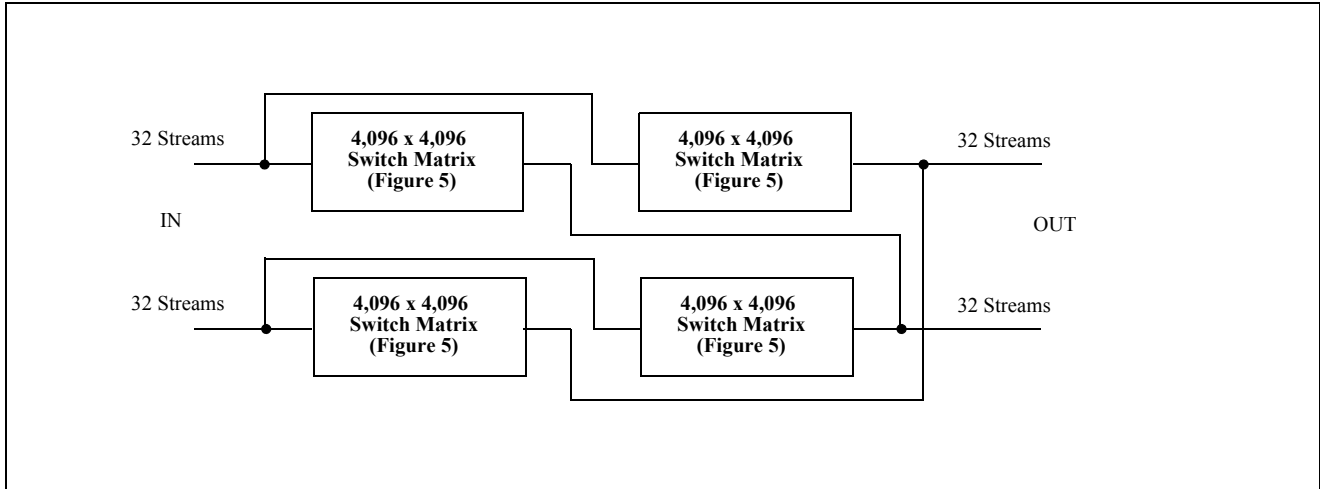 32 Streams
4,096 x 4,096
Switch Matrix
(Figure 5)
4,096 x 4,096
Switch Matrix
(Figure 5)
32 Streams
IN
OUT
32 Streams
4,096 x 4,096
Switch Matrix
(Figure 5)
4,096 x 4,096
Switch Matrix
(Figure 5)
32 Streams